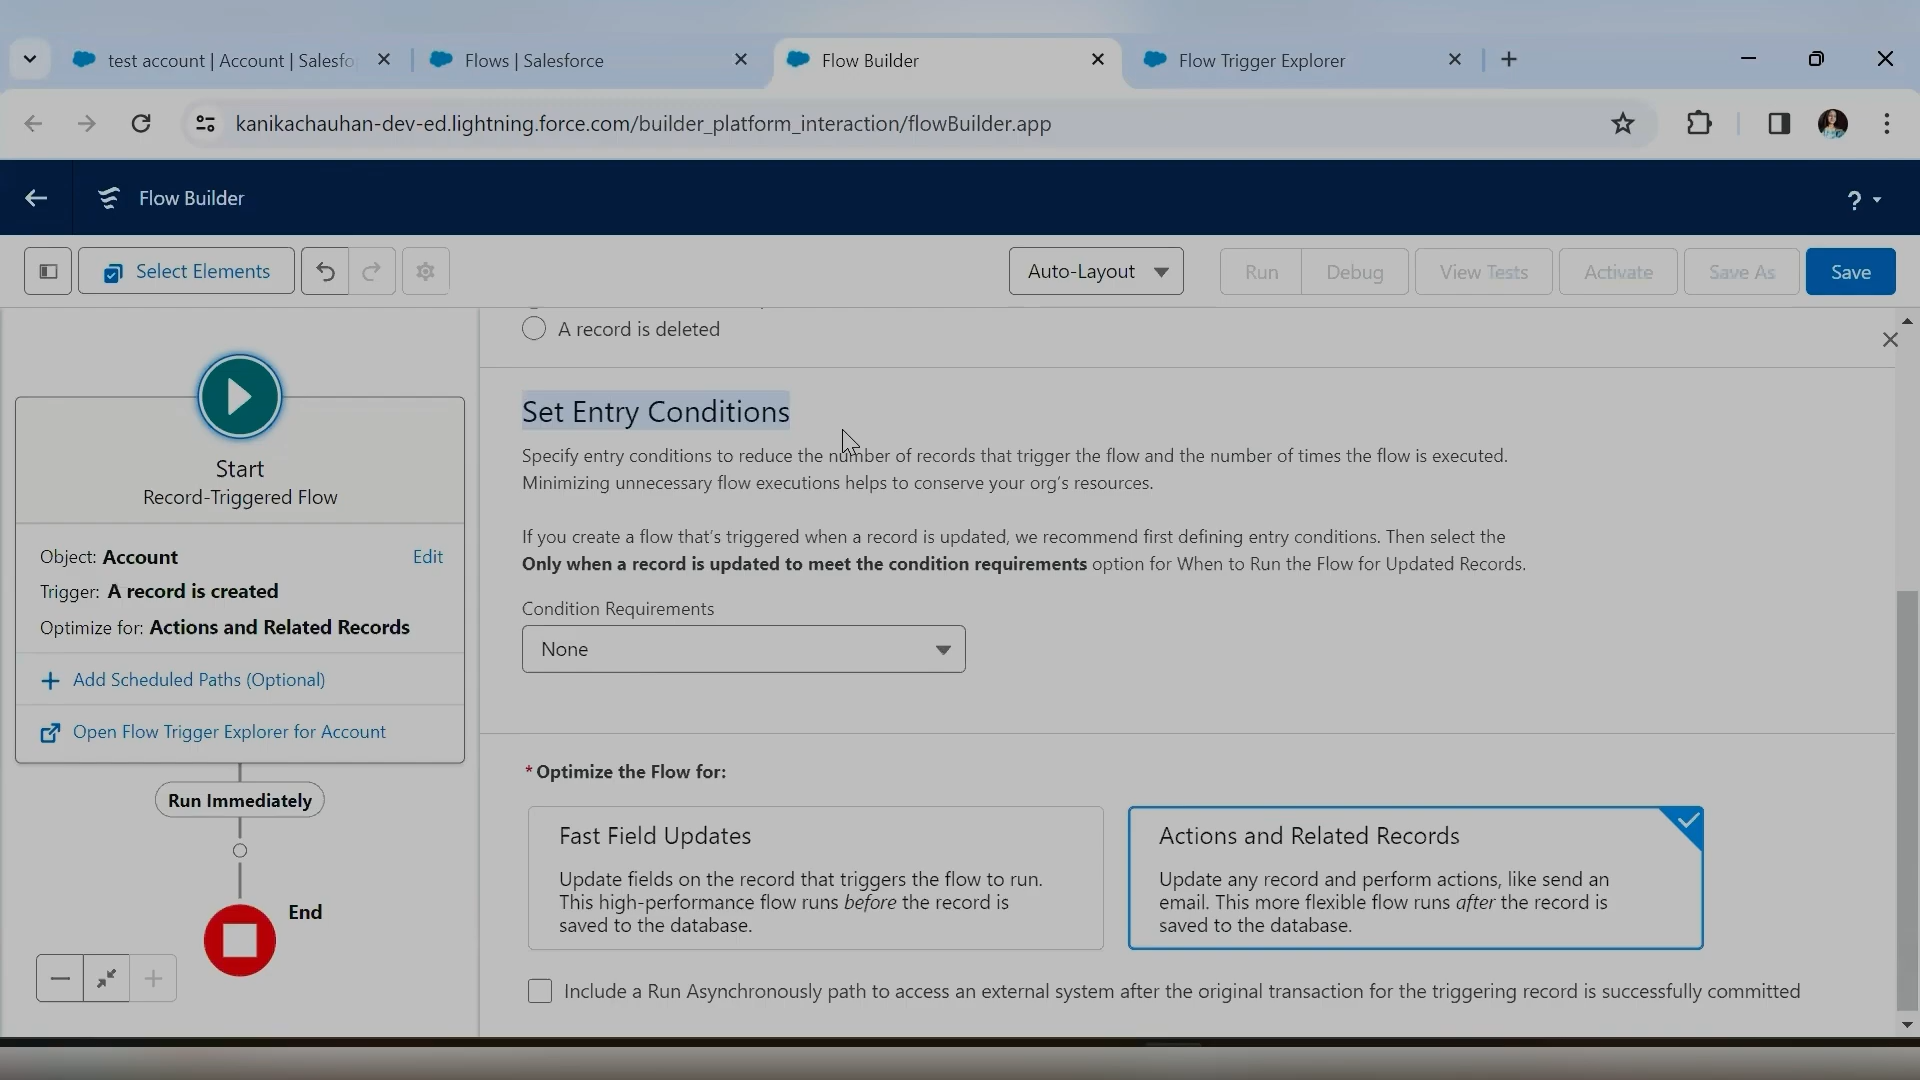 test account | Account | Salesfo
Flows | Salesforce
Flow Builder
Flow Trigger Explorer
kanikachauhan-dev-ed.lightning.force.com/builder_platform_interaction/flowBuilder.app
Flow Builder
?
Select Elements
Auto-Layout
Run
Debug
View Tests
Activate
Save As
Save
Start
Record-Triggered Flow
Object: Account
Edit
Trigger: A record is created
Optimize for: Actions and Related Records
Add Scheduled Paths (Optional)
Open Flow Trigger Explorer for Account
Run Immediately
End
A record is deleted
Set Entry Conditions
Specify entry conditions to reduce the number of records that trigger the flow and the number of times the flow is executed.
Minimizing unnecessary flow executions helps to conserve your org's resources.
If you create a flow that's triggered when a record is updated, we recommend first defining entry conditions. Then select the
Only when a record is updated to meet the condition requirements option for When to Run the Flow for Updated Records.
Condition Requirements
None
*Optimize the Flow for:
Fast Field Updates
Update fields on the record that triggers the flow to run.
This high-performance flow runs before the record is
saved to the database.
Actions and Related Records
Update any record and perform actions, like send an
email. This more flexible flow runs after the record is
saved to the database.
Include a Run Asynchronously path to access an external system after the original transaction for the triggering record is successfully committed